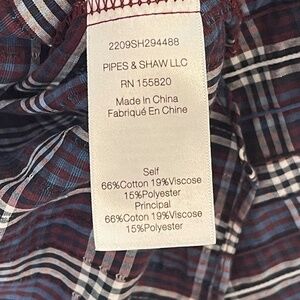 2209SH294488
PIPES & SHAW LLC
RN 155820
Made In China
Fabriqué En Chine
Self
66%Cotton 19%Viscose
15%Polyester
Principal
66%Cotton 19%Viscose
15%Polyester